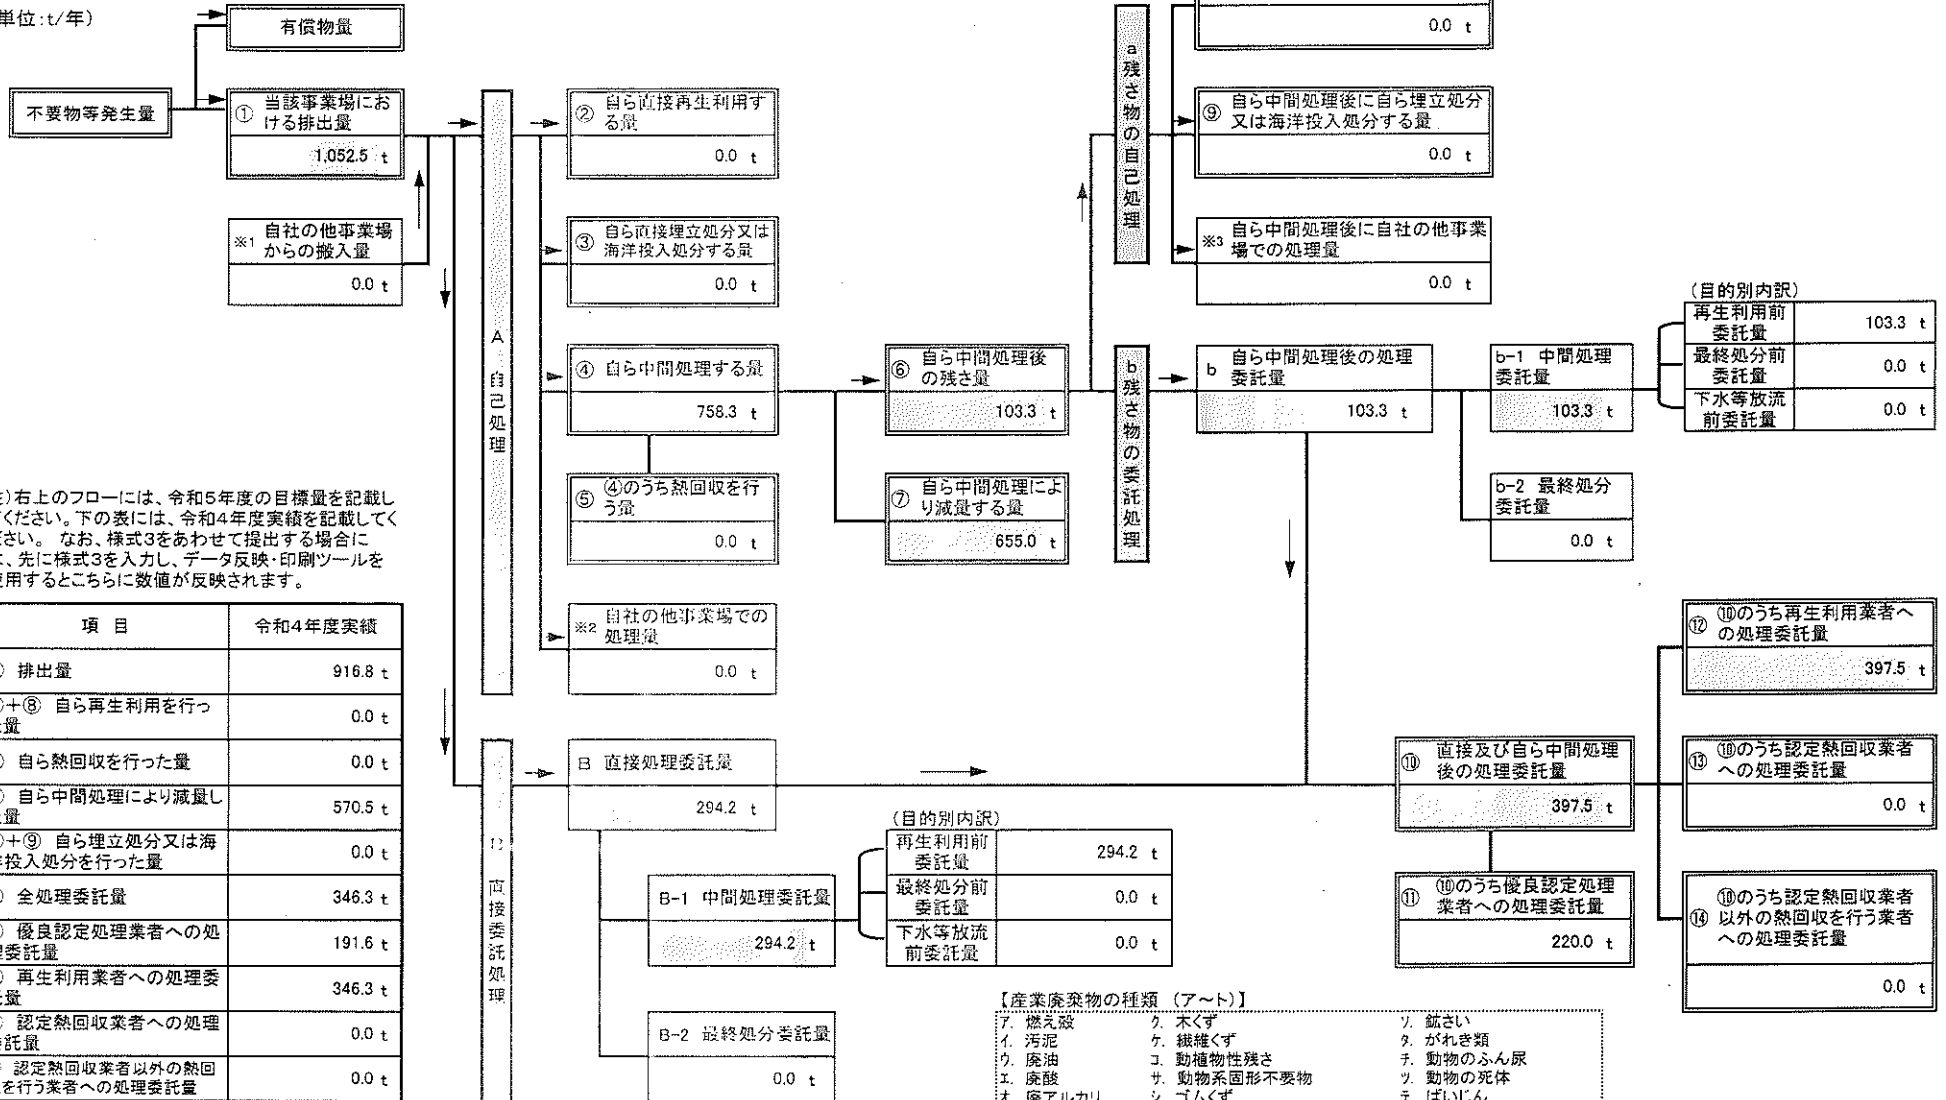 単位:t/年)
有償物量
不要物等発生量
① 当該事業場にお
ける排出量
1,052.5 t
※1 自社の他事業場
からの搬入量
0.0 t
A 自己処理
② 自ら直接再生利用す
る量
0.0 t
③ 自ら直接埋立処分又は
海洋投入処分する量
0.0 t
④ 自ら中間処理する量
758.3 t
⑤ ④のうち熱回収を行
う量
0.0 t
※2 自社の他事業場での
処理量
0.0 t
⑥ 自ら中間処理後
の残さ量
103.3 t
⑦ 自ら中間処理によ
り減量する量
655.0 t
a 残さ物の自己処理
0.0 t
⑨ 自ら中間処理後に自ら埋立処分
又は海洋投入処分する量
0.0 t
※3 自ら中間処理後に自社の他事業
場での処理量
0.0 t
b 残さ物の委託処理
b 自ら中間処理後の処理
委託量
103.3 t
b-1 中間処理
委託量
103.3 t
(目的別内訳)
再生利用前
委託量 103.3 t
最終処分前
委託量 0.0 t
下水等放流
前委託量 0.0 t
b-2 最終処分
委託量
0.0 t
)右上のフローには、令和5年度の目標量を記載し
ください。下の表には、令和4年度実績を記載してく
さい。 なお、様式3をあわせて提出する場合に
、先に様式3を入力し、データ反映・印刷ツールを
使用するとこちらに数値が反映されます。
項 目 令和4年度実績
排出量 916.8 t
+⑧ 自ら再生利用を行っ
量 0.0 t
自ら熱回収を行った量 0.0 t
自ら中間処理により減量し
量 570.5 t
+⑨ 自ら埋立処分又は海
投入処分を行った量 0.0 t
全処理委託量 346.3 t
優良認定処理業者への処
理委託量 191.6 t
再生利用業者への処理委
量 346.3 t
認定熱回収業者への処理
託量 0.0 t
認定熱回収業者以外の熱回
を行う業者への処理委託量 0.0 t
B 直接委託処理
B 直接処理委託量
294.2 t
B-1 中間処理委託量
294.2 t
(目的別内訳)
再生利用前
委託量 294.2 t
最終処分前
委託量 0.0 t
下水等放流
前委託量 0.0 t
B-2 最終処分委託量
0.0 t
⑩ 直接及び自ら中間処理
後の処理委託量
397.5 t
⑪ ⑩のうち優良認定処理
業者への処理委託量
220.0 t
⑫ ⑩のうち再生利用業者へ
の処理委託量
397.5 t
⑬ ⑩のうち認定熱回収業者
への処理委託量
0.0 t
⑭ ⑩のうち認定熱回収業者
以外の熱回収を行う業者
への処理委託量
0.0 t
【産業廃棄物の種類 (ア～ト)】
ア. 燃え殻 ク. 木くず ソ. 鉱さい
イ. 汚泥 ケ. 繊維くず タ. がれき類
ウ. 廃油 コ. 動植物性残さ チ. 動物のふん尿
エ. 廃酸 サ. 動物系固形不要物 ツ. 動物の死体
オ. 廃アルカリ シ. ゴムくず テ. ばいじん